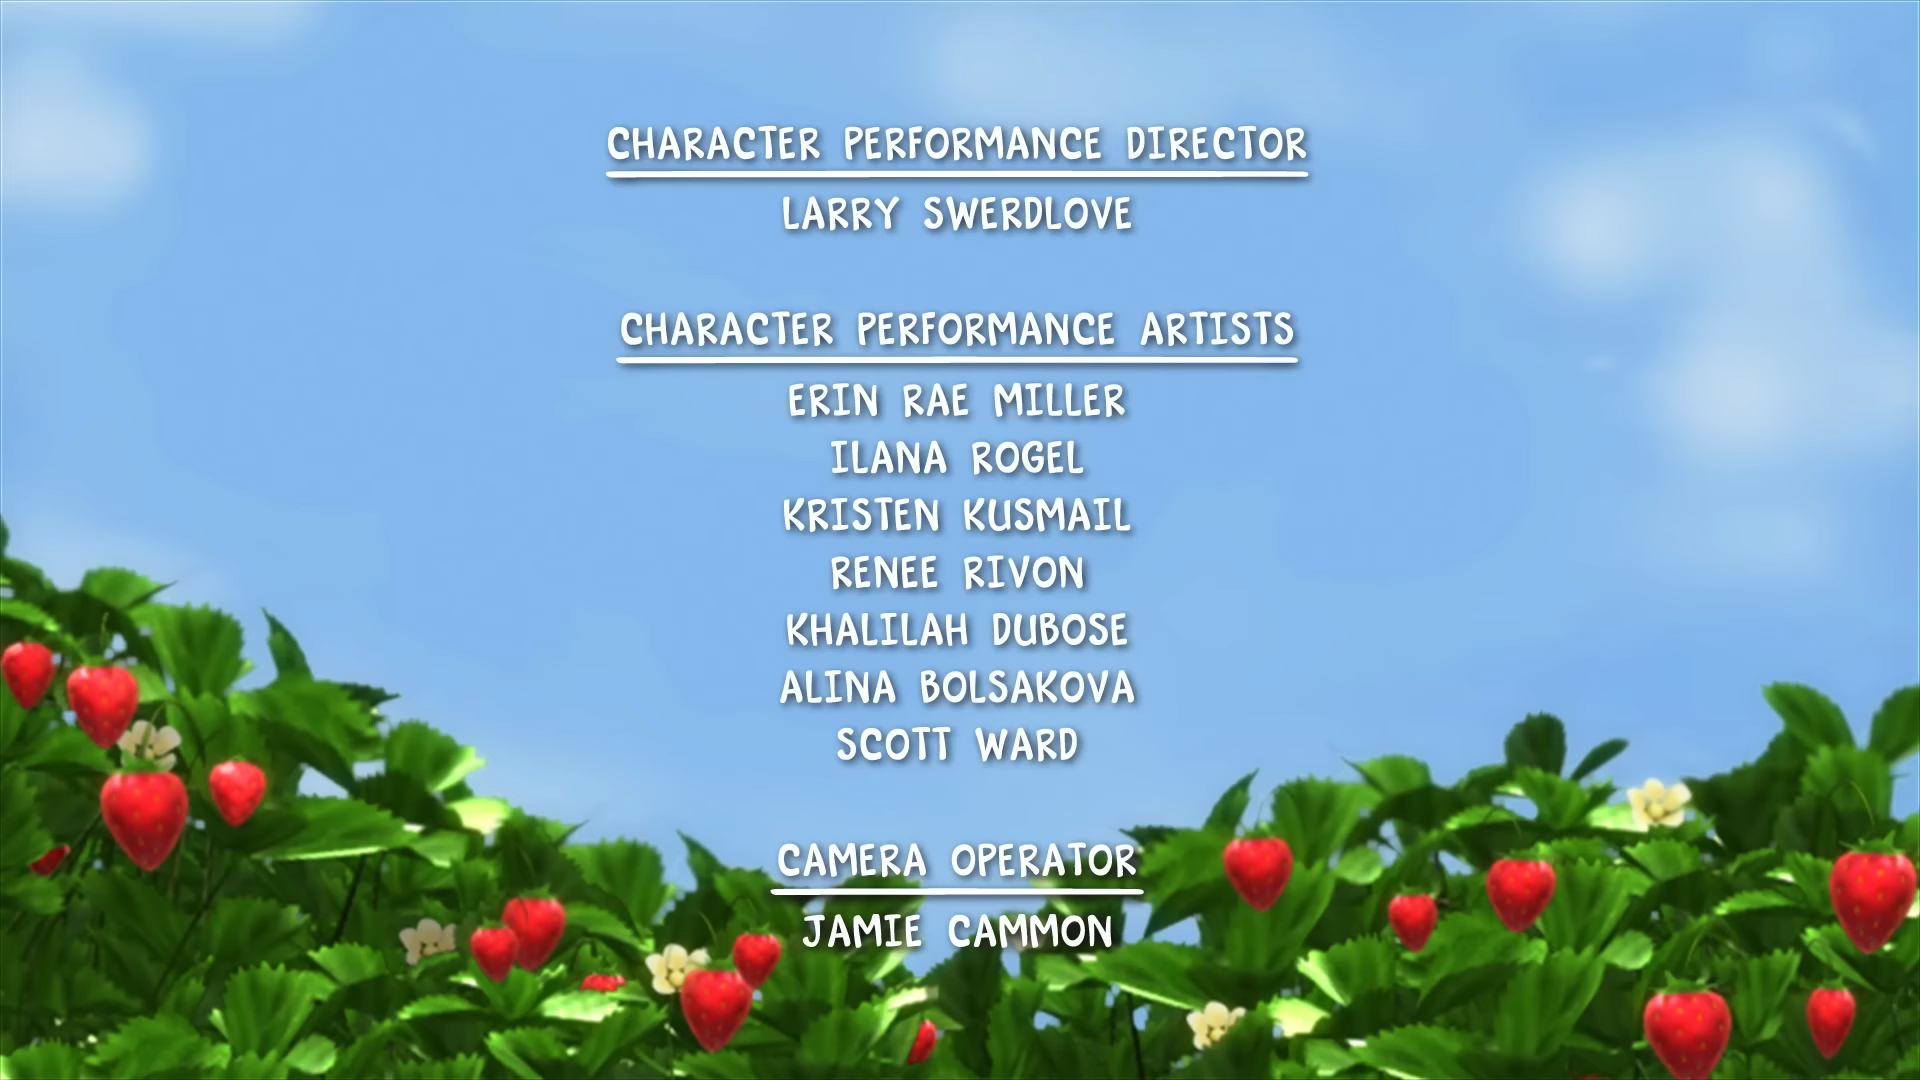 CHARACTER PERFORMANCE DIRECTOR
LARRY SWERDLOVE
CHARACTER PERFORMANCE ARTISTS
ERIN RAE MILLER
ILANA ROGEL
KRISTEN KUSMAIL
RENEE RIVON
KHALILAH DUBOSE
ALINA BOLSAKOVA
SCOTT WARD
CAMERA OPERATOR
JAMIE CAMMON